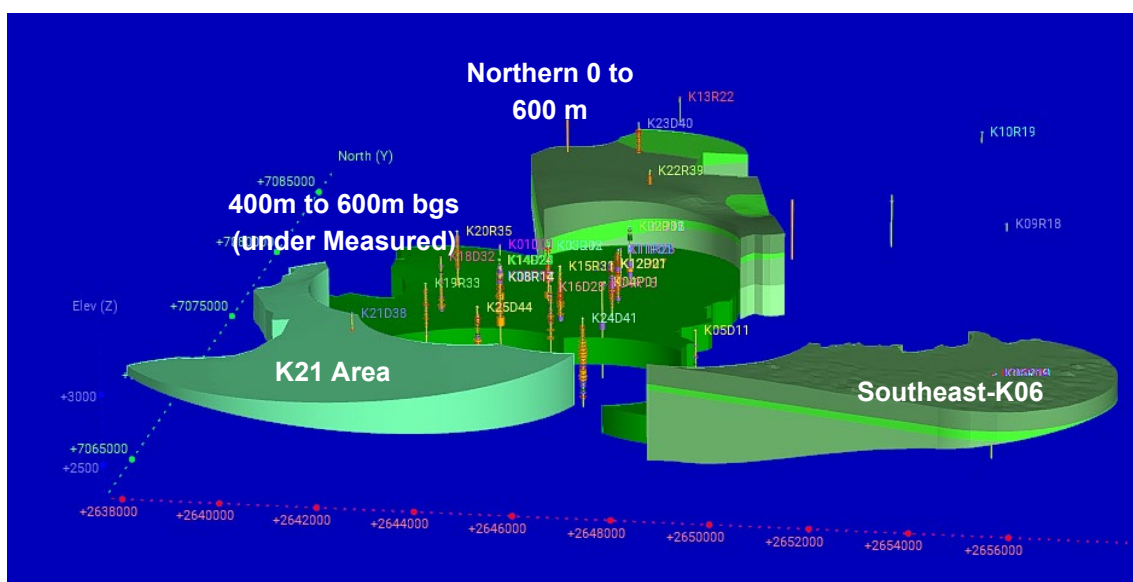 Northern 0 to
600 m
K13R22
K23D40
K10R19
North (Y)
K22R39
+7085000
400m to 600m bgs
(under Measured)
K20R35
K09R18
K18D32
K15R31
K12P01
K19R33
K08R14
K16D28
Elev (Z)
+7075000
K21D38
K25D44
K24D41
K05D11
K21 Area
Southeast-K06
+3000
+7065000
+2500
+2638000
+2640000
+2642000
+2644000
+2646000
+2648000
+2650000
+2652000
+2654000
+2656000